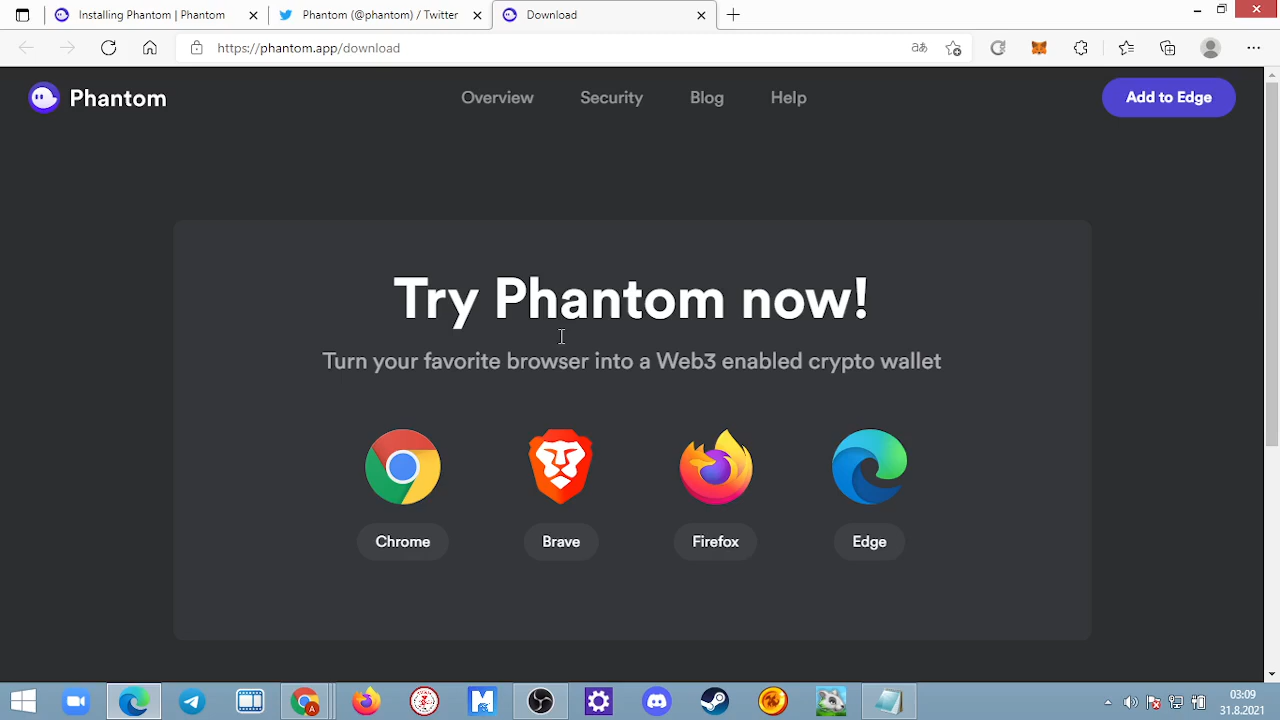 Installing Phantom | Phantom
Phantom (@phantom) / Twitter
Download
https://phantom.app/download
Phantom
Overview
Security
Blog
Help
Add to Edge
Try Phantom now!
Turn your favorite browser into a Web3 enabled crypto wallet
Chrome
Brave
Firefox
Edge
03:09
31.8.2021